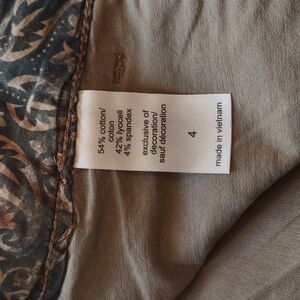 54% cotton/
coton
42% lyocell
4% spandex
exclusive of
decoration/
sauf décoration
4
made in vietnam